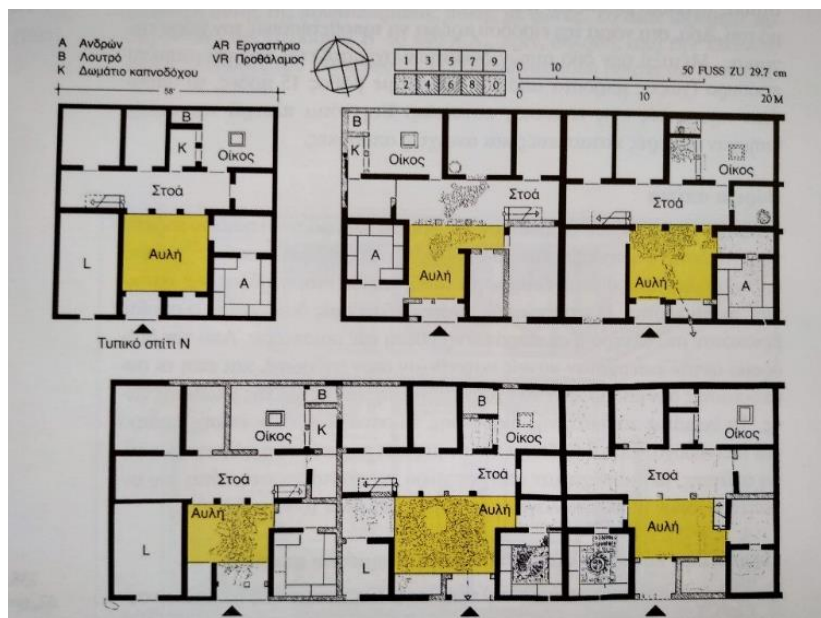 A Ανδρών
B Λουτρό
K Δωμάτιο καπνοδόχου
AR Εργαστήριο
VR Προθάλαμος
1 3 5 7 9
2 4 6 8 0
0 10 50 FUSS ZU 29.7 cm
0 10 20 M
58'
B
K
Οίκος
Στοά
L
Αυλή
A
Τυπικό σπίτι N
B
K
Οίκος
Στοά
A
Αυλή
Οίκος
Στοά
Αυλή
A
Οίκος
B
K
Στοά
Αυλή
L
B
Οίκος
Στοά
Αυλή
L
Οίκος
Στοά
Αυλή